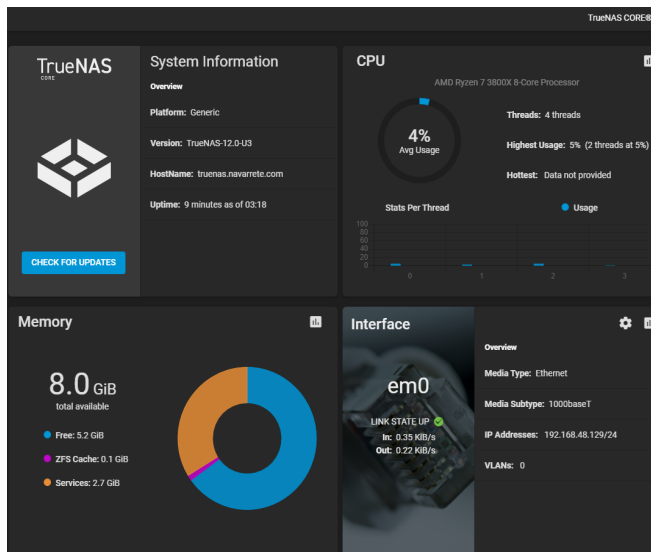 TrueNAS CORE®
TrueNAS
CORE
CHECK FOR UPDATES
System Information
Overview
Platform: Generic
Version: TrueNAS-12.0-U3
HostName: truenas.navarrete.com
Uptime: 9 minutes as of 03:18
CPU
AMD Ryzen 7 3800X 8-Core Processor
4%
Avg Usage
Threads: 4 threads
Highest Usage: 5% (2 threads at 5%)
Hottest: Data not provided
Stats Per Thread
Usage
100
80
60
40
20
0
0 1 2 3
Memory
8.0 GiB
total available
Free: 5.2 GiB
ZFS Cache: 0.1 GiB
Services: 2.7 GiB
Interface
em0
LINK STATE UP
In: 0.35 KiB/s
Out: 0.22 KiB/s
Overview
Media Type: Ethernet
Media Subtype: 1000baseT
IP Addresses: 192.168.48.129/24
VLANs: 0